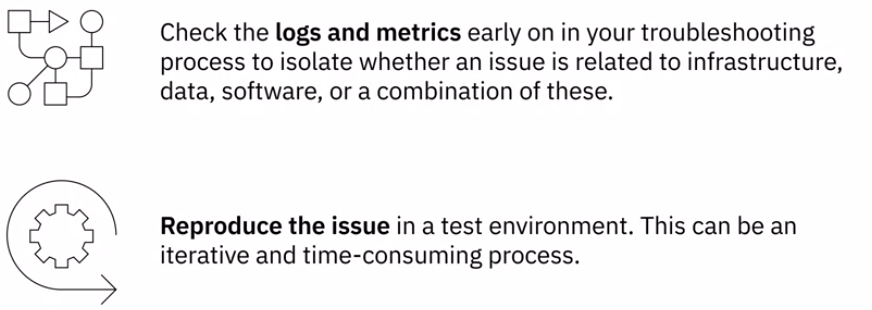 Check the logs and metrics early on in your troubleshooting
process to isolate whether an issue is related to infrastructure,
data, software, or a combination of these.
Reproduce the issue in a test environment. This can be an
iterative and time-consuming process.